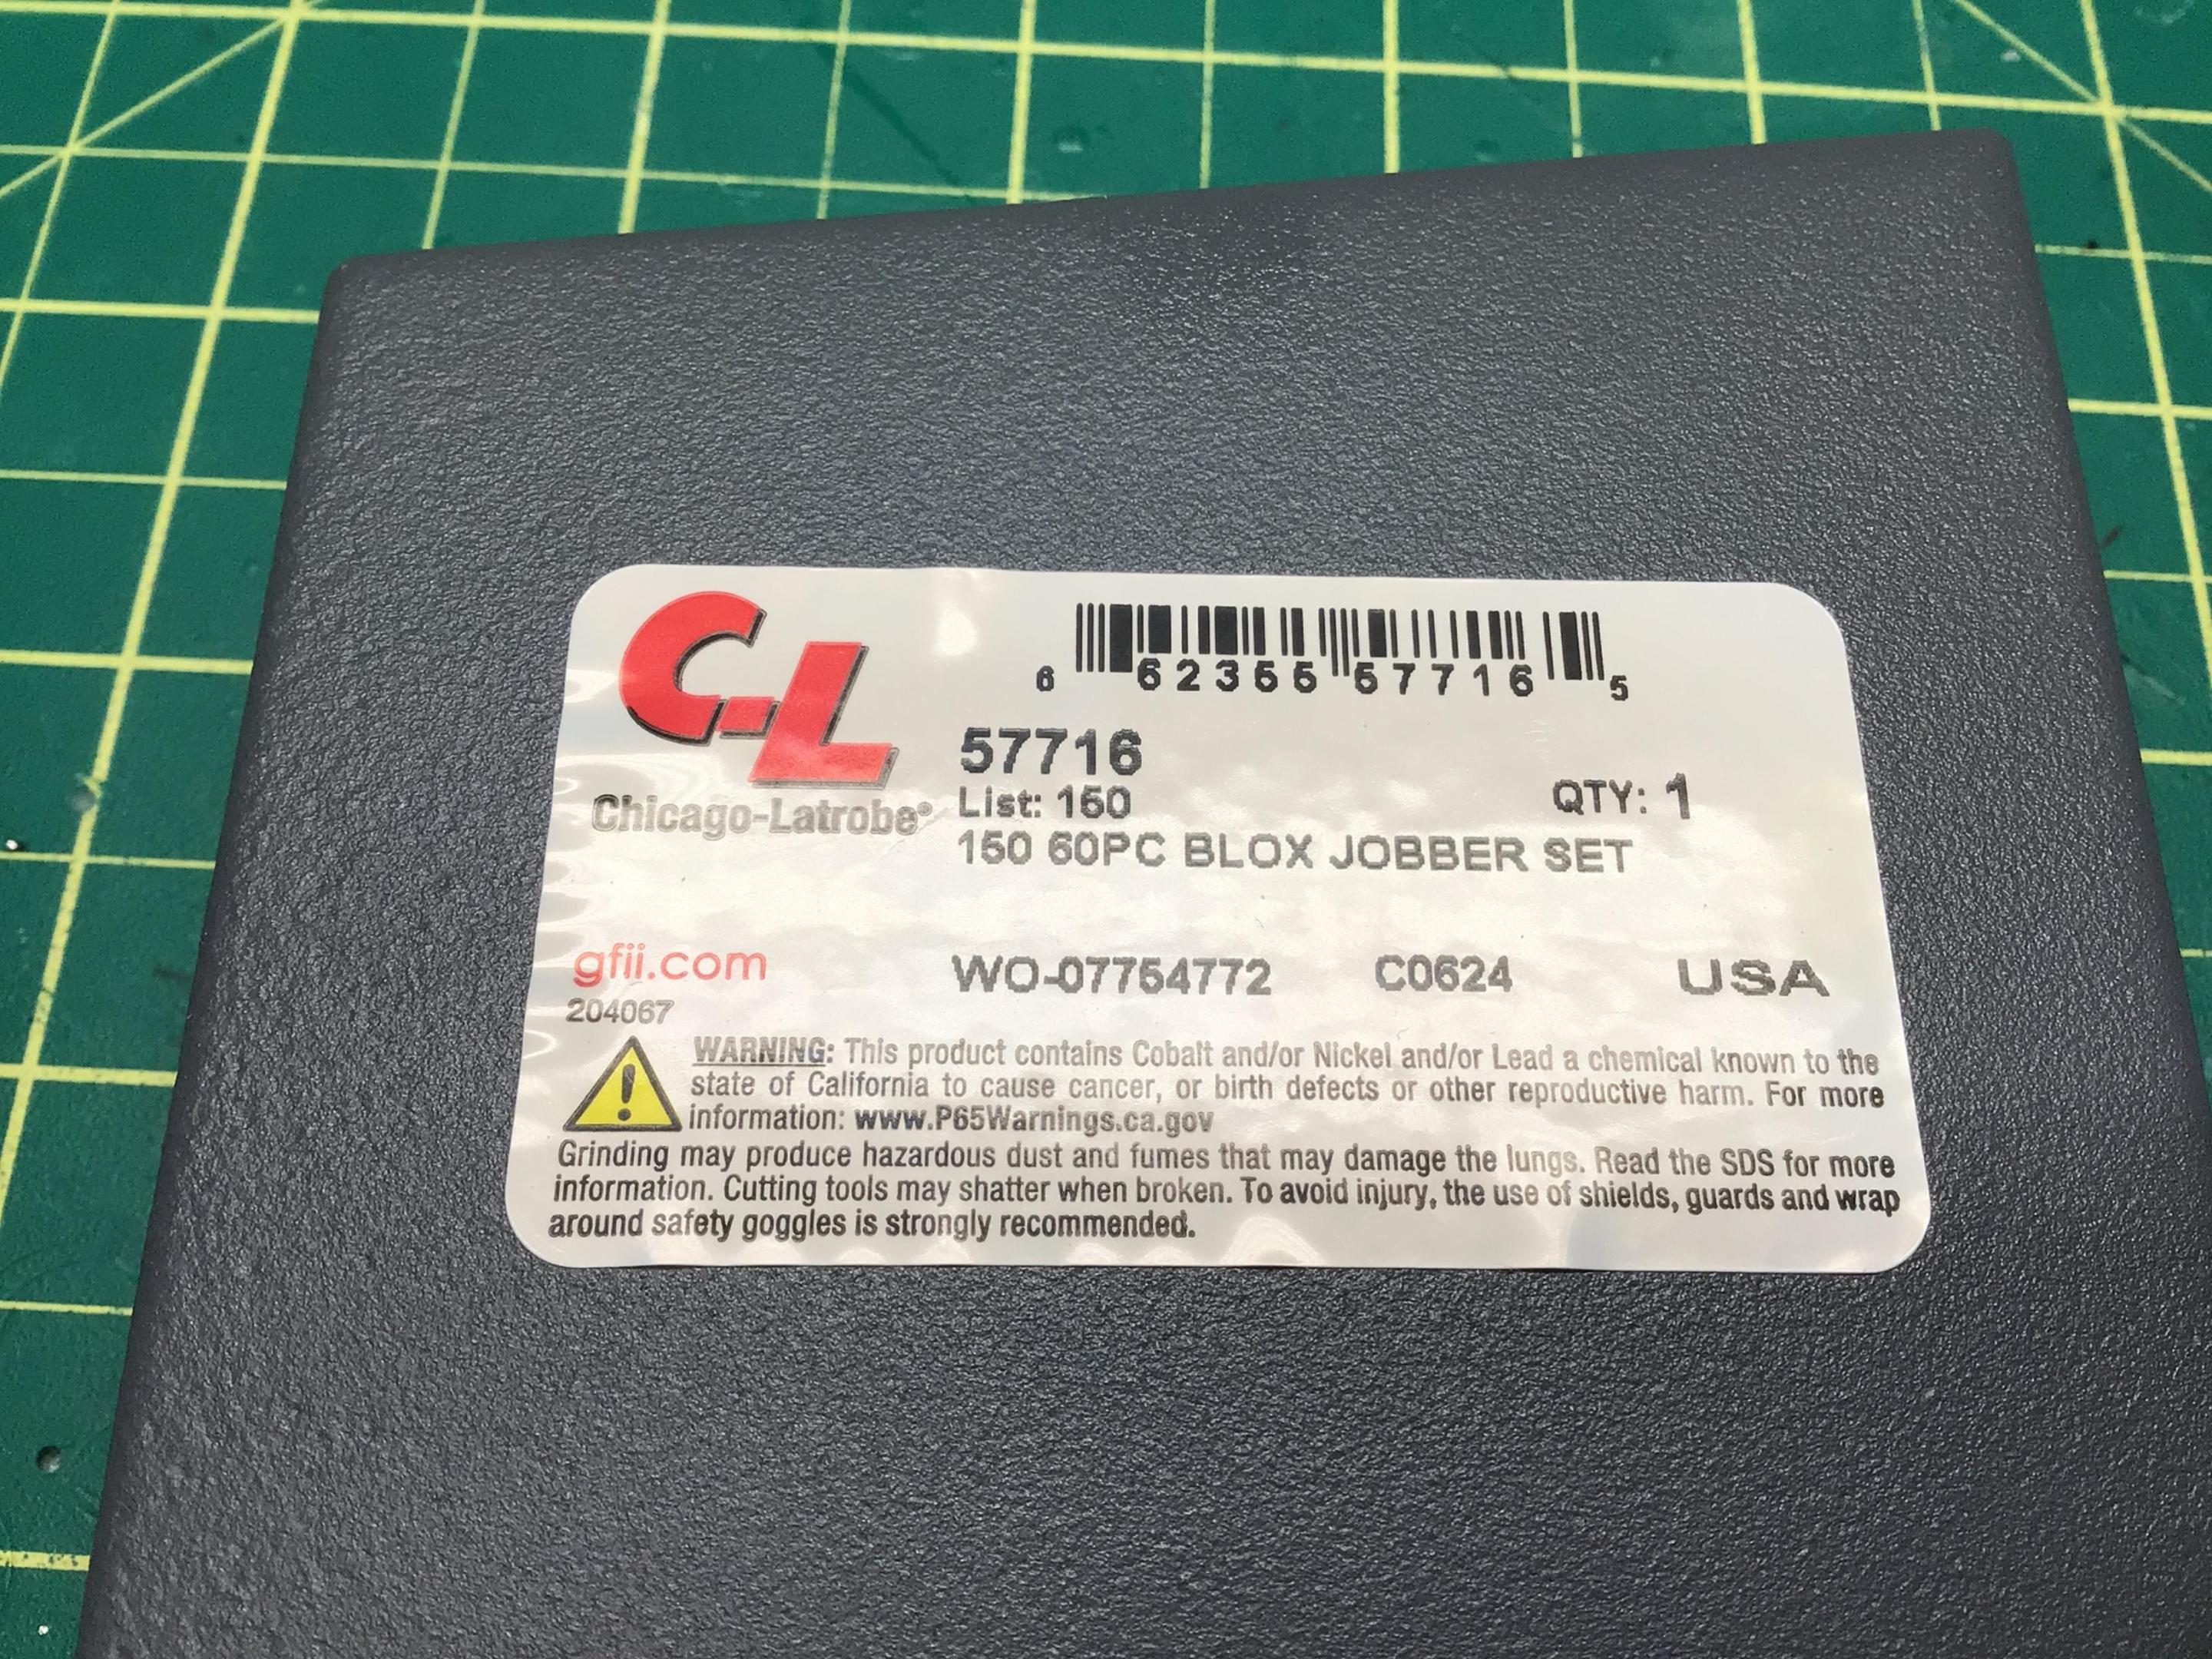 C-L
Chicago-Latrobe®
6 62355 57716 5
57716
List: 150
QTY: 1
150 60PC BLOX JOBBER SET
gfii.com
204067
WO-07754772 C0624 USA
WARNING: This product contains Cobalt and/or Nickel and/or Lead a chemical known to the
state of California to cause cancer, or birth defects or other reproductive harm. For more
information: www.P65Warnings.ca.gov
Grinding may produce hazardous dust and fumes that may damage the lungs. Read the SDS for more
information. Cutting tools may shatter when broken. To avoid injury, the use of shields, guards and wrap
around safety goggles is strongly recommended.